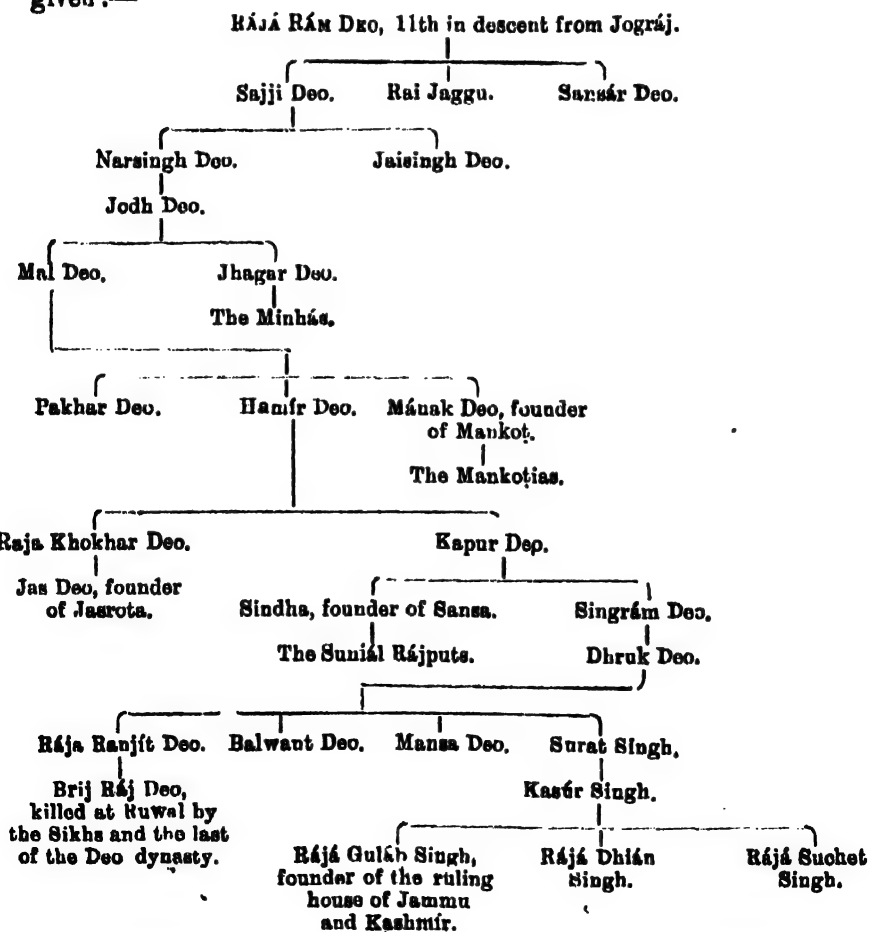 given :—
RÁJÁ RÁM DEO, 11th in descent from Jográj.
Sajji Deo. Rai Jaggu. Sansár Deo.
Narsingh Deo. Jaisingh Deo.
Jodh Deo.
Mal Deo. Jhagar Deo.
The Minhás.
Pakhar Deo. Hamír Deo. Mának Deo, founder
of Mankoṭ.
The Mankoṭias.
Raja Khokhar Deo. Kapur Deo.
Jas Deo, founder
of Jasrota.
Sindha, founder of Sansa. Singrám Deo.
The Suniál Rájputs. Dhruk Deo.
Rája Ranjít Deo. Balwant Deo. Mansa Deo. Surat Singh.
Brij Ráj Deo,
killed at Ruwal by
the Sikhs and the last
of the Deo dynasty.
Kasúr Singh.
Rájá Guláb Singh,
founder of the ruling
house of Jammu
and Kashmír.
Rájá Dhián
Singh.
Rájá Suchet
Singh.